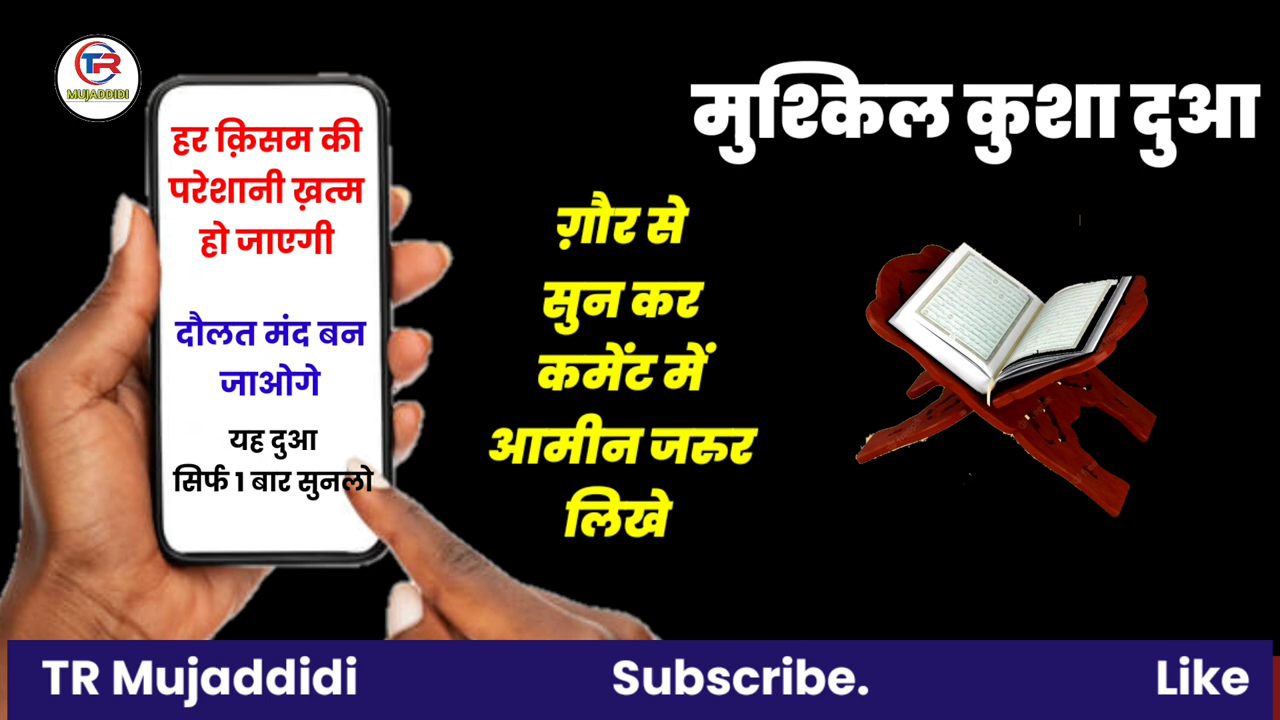 TR
MUJADDIDI
मुश्किल कुशा दुआ
हर क़िसम की
परेशानी ख़त्म
हो जाएगी
दौलत मंद बन
जाओगे
यह दुआ
सिर्फ 1 बार सुनलो
ग़ौर से
सुन कर
कमेंट में
आमीन जरुर
लिखे
TR Mujaddidi
Subscribe.
Like